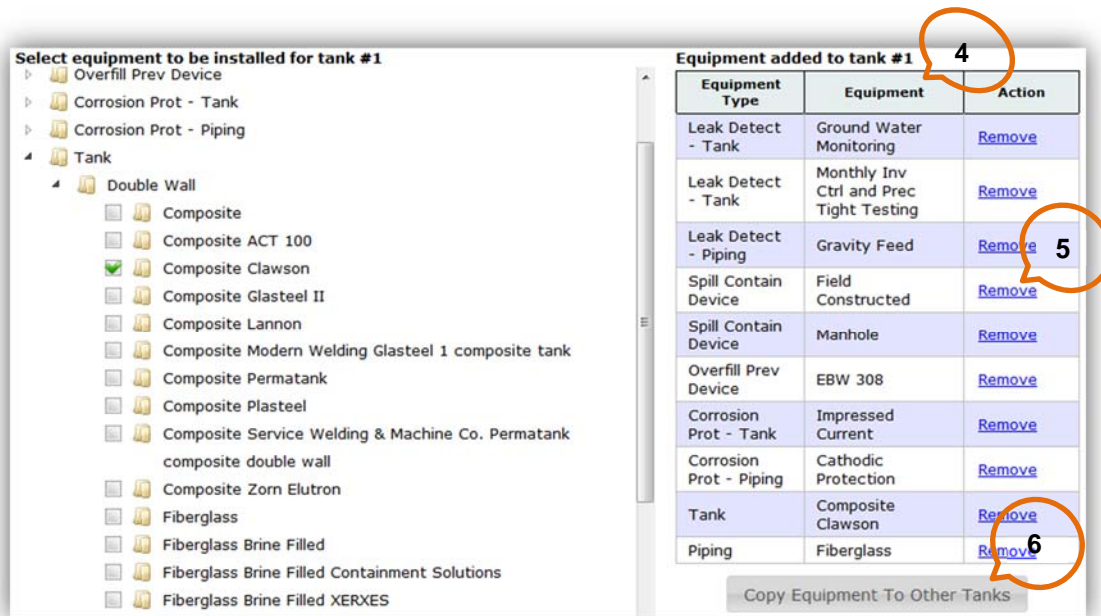 Select equipment to be installed for tank #1
Overfill Prev Device
Corrosion Prot - Tank
Corrosion Prot - Piping
Tank
Double Wall
Composite
Composite ACT 100
Composite Clawson
Composite Glasteel II
Composite Lannon
Composite Modern Welding Glasteel 1 composite tank
Composite Permatank
Composite Plasteel
Composite Service Welding & Machine Co. Permatank
composite double wall
Composite Zorn Elutron
Fiberglass
Fiberglass Brine Filled
Fiberglass Brine Filled Containment Solutions
Fiberglass Brine Filled XERXES
4
Equipment added to tank #1
Equipment Type
Equipment
Action
Leak Detect - Tank
Ground Water Monitoring
Remove
Leak Detect - Tank
Monthly Inv Ctrl and Prec Tight Testing
Remove
Leak Detect - Piping
Gravity Feed
Remove
5
Spill Contain Device
Field Constructed
Remove
Spill Contain Device
Manhole
Remove
Overfill Prev Device
EBW 308
Remove
Corrosion Prot - Tank
Impressed Current
Remove
Corrosion Prot - Piping
Cathodic Protection
Remove
Tank
Composite Clawson
Remove
Piping
Fiberglass
Remove
6
Copy Equipment To Other Tanks